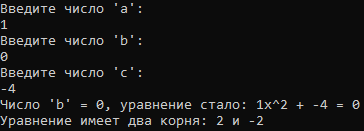 Введите число 'a':
1
Введите число 'b':
0
Введите число 'c':
-4
Число 'b' = 0, уравнение стало: 1x^2 + -4 = 0
Уравнение имеет два корня: 2 и -2